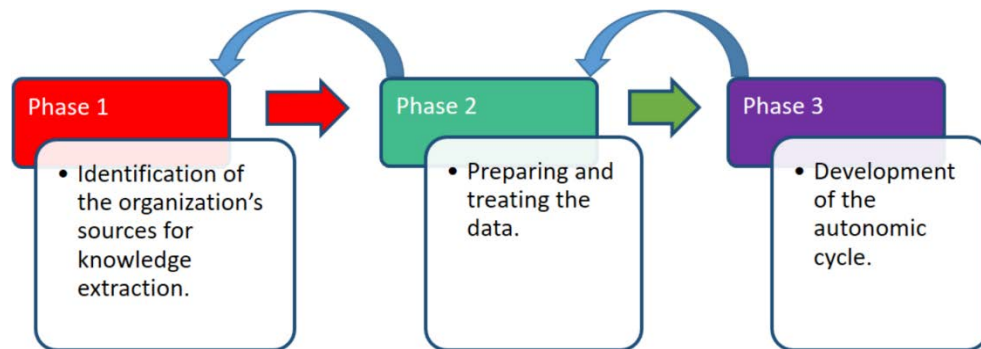 Phase 1
• Identification of
the organization’s
sources for
knowledge
extraction.
Phase 2
• Preparing and
treating the
data.
Phase 3
• Development
of the
autonomic
cycle.